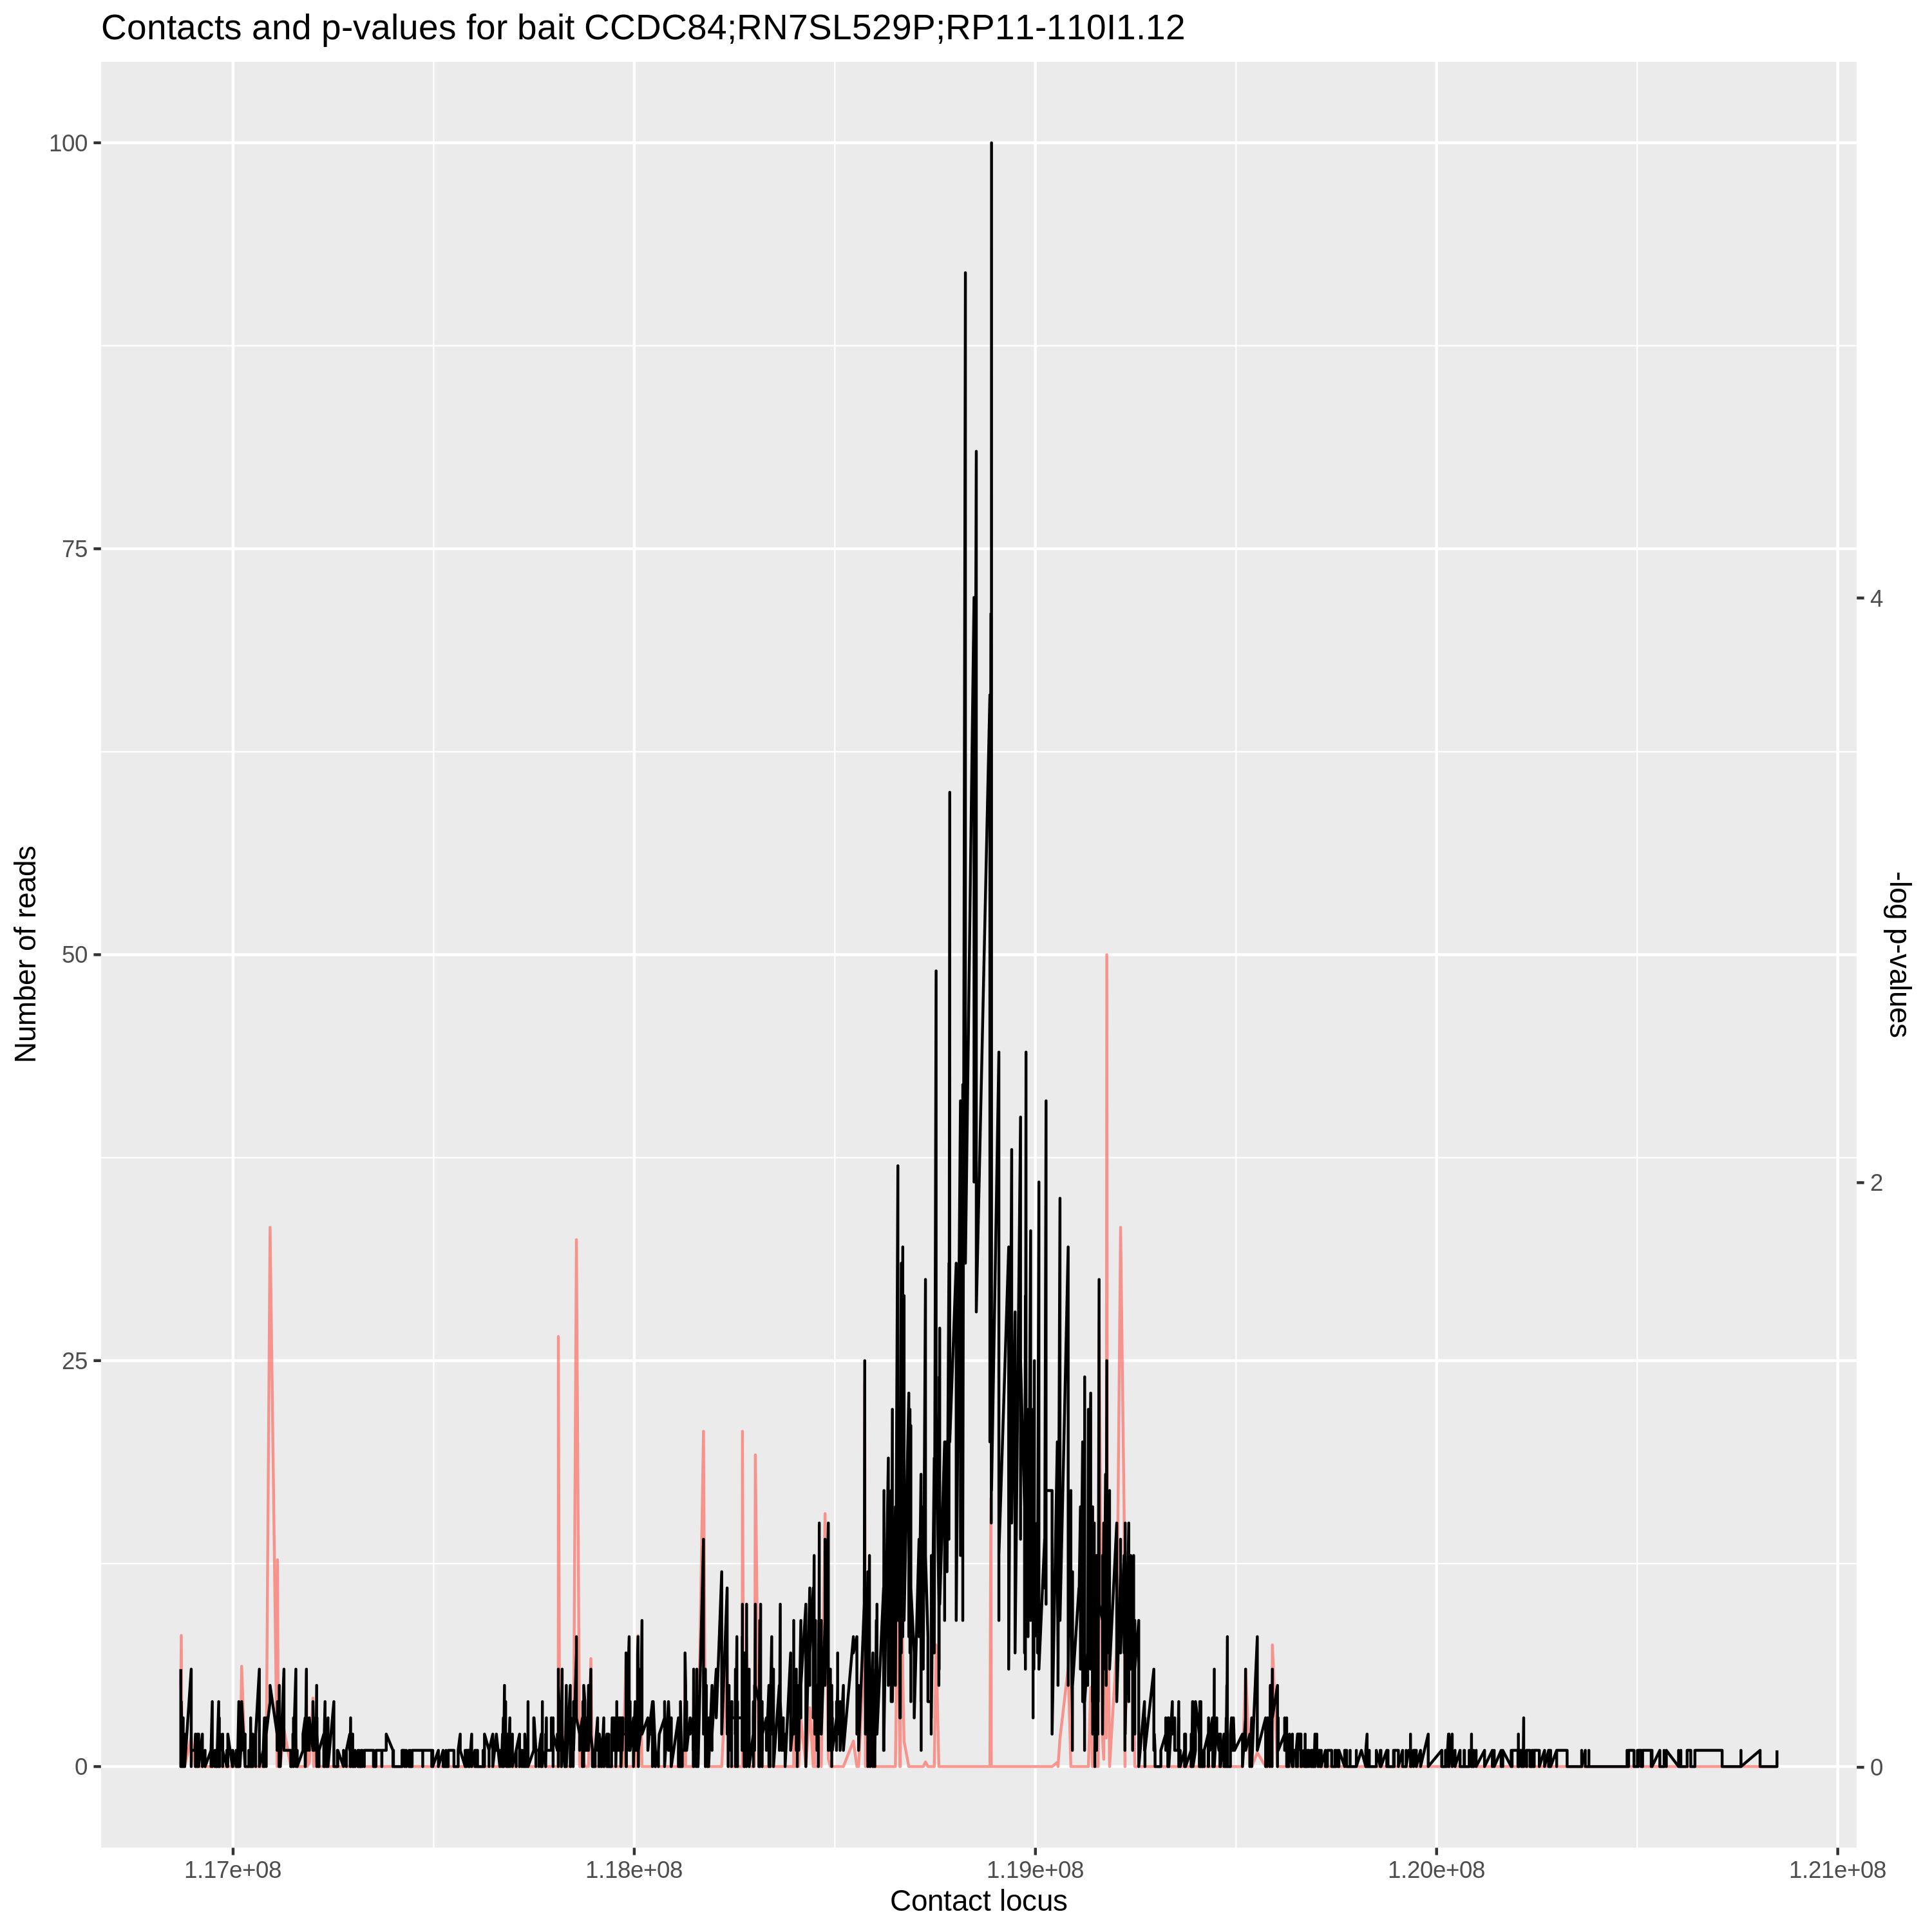 Contacts and p-values for bait CCDC84;RN7SL529P;RP11-110I1.12
100
75
50
25
0
Number of reads
4
2
0
-log p-values
1.17e+08
1.18e+08
1.19e+08
1.20e+08
1.21e+08
Contact locus